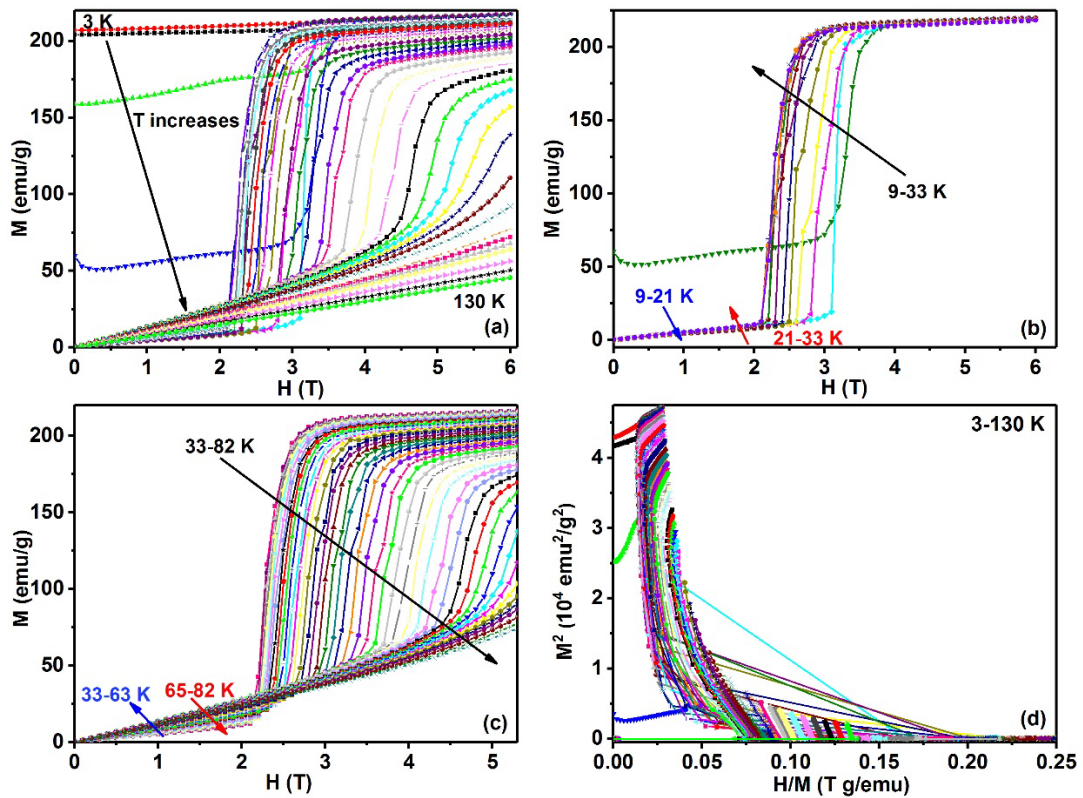 200
150
100
50
0
M (emu/g)
3 K
T increases
130 K
(a)
0 1 2 3 4 5 6
H (T)
200
150
100
50
0
M (emu/g)
9-33 K
9-21 K
21-33 K
(b)
0 1 2 3 4 5 6
H (T)
200
150
100
50
0
M (emu/g)
33-82 K
33-63 K
65-82 K
(c)
0 1 2 3 4 5
H (T)
4
3
2
1
0
M² (10⁴ emu²/g²)
3-130 K
(d)
0.00 0.05 0.10 0.15 0.20 0.25
H/M (T g/emu)